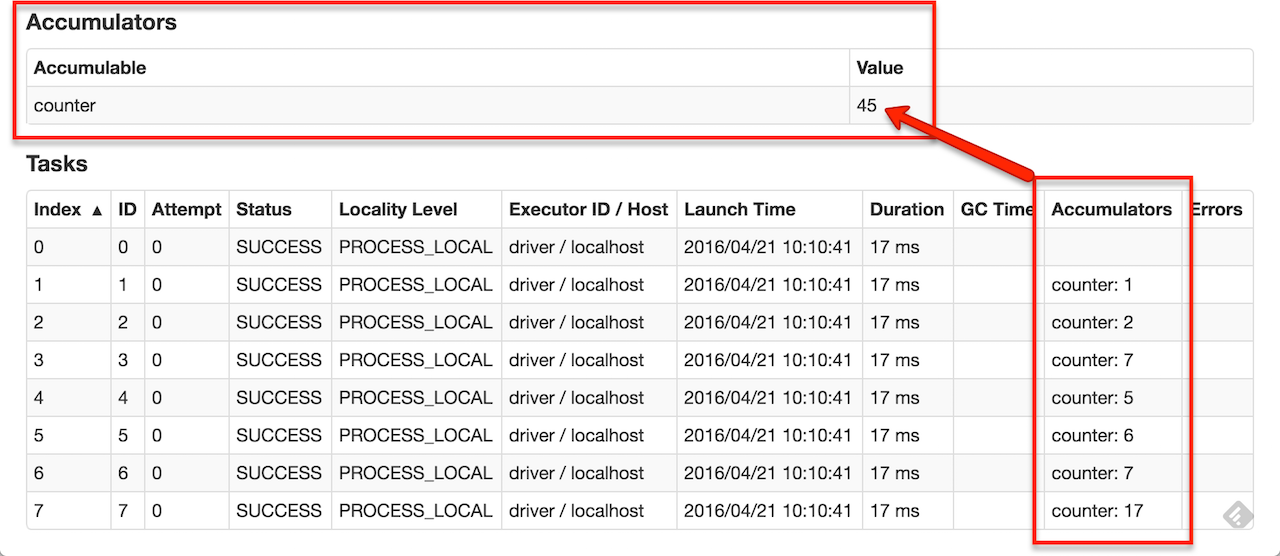 Accumulators
Accumulable Value
counter 45
Tasks
Index ▲ ID Attempt Status Locality Level Executor ID / Host Launch Time Duration GC Time Accumulators Errors
0 0 0 SUCCESS PROCESS_LOCAL driver / localhost 2016/04/21 10:10:41 17 ms
1 1 0 SUCCESS PROCESS_LOCAL driver / localhost 2016/04/21 10:10:41 17 ms counter: 1
2 2 0 SUCCESS PROCESS_LOCAL driver / localhost 2016/04/21 10:10:41 17 ms counter: 2
3 3 0 SUCCESS PROCESS_LOCAL driver / localhost 2016/04/21 10:10:41 17 ms counter: 7
4 4 0 SUCCESS PROCESS_LOCAL driver / localhost 2016/04/21 10:10:41 17 ms counter: 5
5 5 0 SUCCESS PROCESS_LOCAL driver / localhost 2016/04/21 10:10:41 17 ms counter: 6
6 6 0 SUCCESS PROCESS_LOCAL driver / localhost 2016/04/21 10:10:41 17 ms counter: 7
7 7 0 SUCCESS PROCESS_LOCAL driver / localhost 2016/04/21 10:10:41 17 ms counter: 17